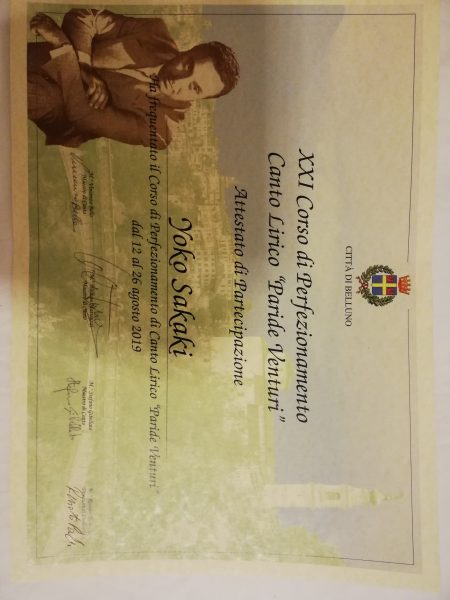 CITTÀ DI BELLUNO
XXI Corso di Perfezionamento
Canto Lirico "Paride Venturi"
Attestato di Partecipazione
Yoko Sakaki
Ha frequentato il Corso di Perfezionamento di Canto Lirico "Paride Venturi"
dal 12 al 26 agosto 2019